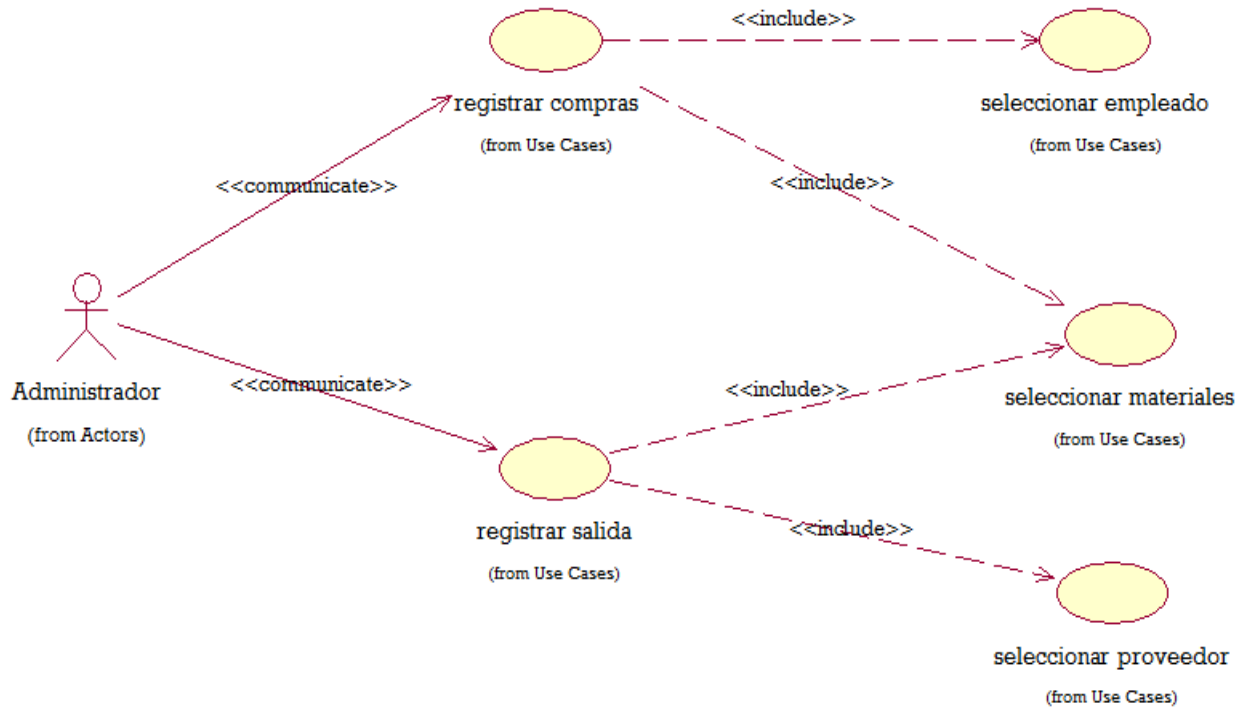 <<include>>
registrar compras
(from Use Cases)
seleccionar empleado
(from Use Cases)
<<communicate>>
<<include>>
Administrador
(from Actors)
<<communicate>>
<<include>>
seleccionar materiales
(from Use Cases)
registrar salida
(from Use Cases)
<<include>>
seleccionar proveedor
(from Use Cases)